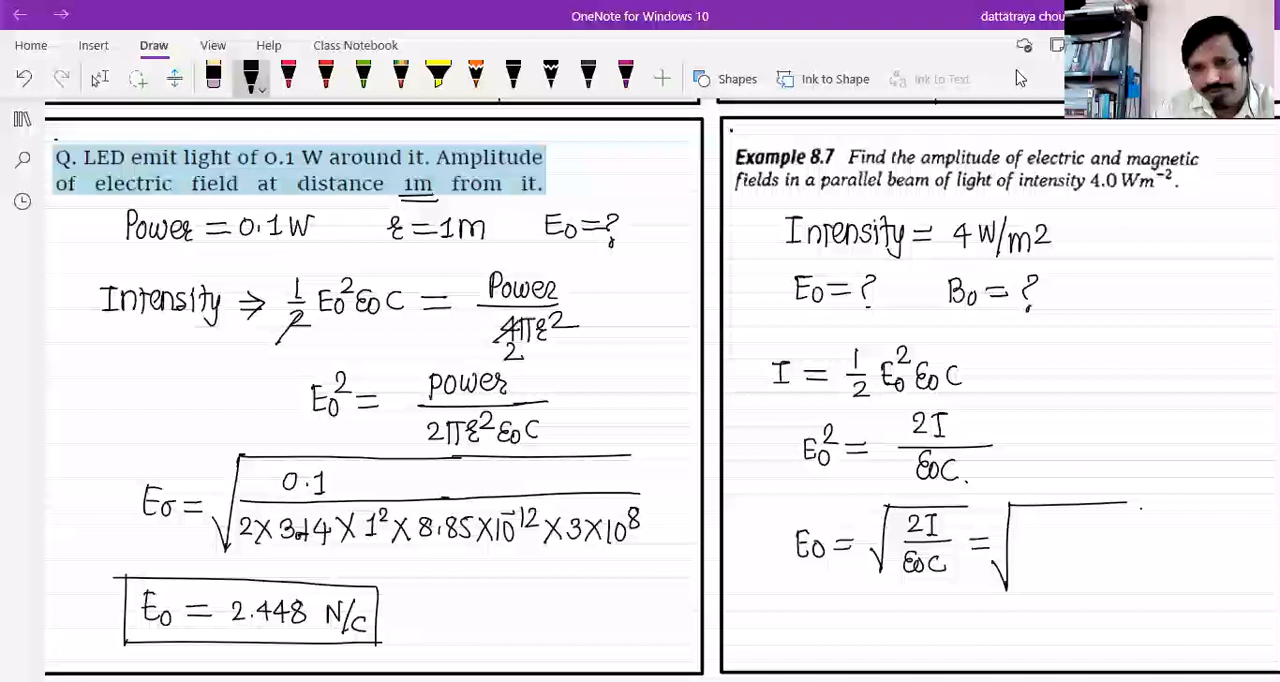 OneNote for Windows 10
dattatraya chou
Home Insert Draw View Help Class Notebook
Shapes Ink to Shape Ink to Text
Q. LED emit light of 0.1 W around it. Amplitude
of electric field at distance 1m from it.
Power = 0.1W r = 1m E₀ = ?
Intensity ⇒ 1/2 E₀² ε₀ C = Power / 4πr²
2
E₀² = Power / 2πr² ε₀ C
E₀ = √(0.1 / 2 × 3.14 × 1² × 8.85 × 10⁻¹² × 3 × 10⁸)
E₀ = 2.448 N/C
Example 8.7 Find the amplitude of electric and magnetic
fields in a parallel beam of light of intensity 4.0 Wm⁻².
Intensity = 4 W/m2
E₀ = ? B₀ = ?
I = 1/2 E₀² ε₀ C
E₀² = 2I / ε₀C.
E₀ = √(2I / ε₀C) = √